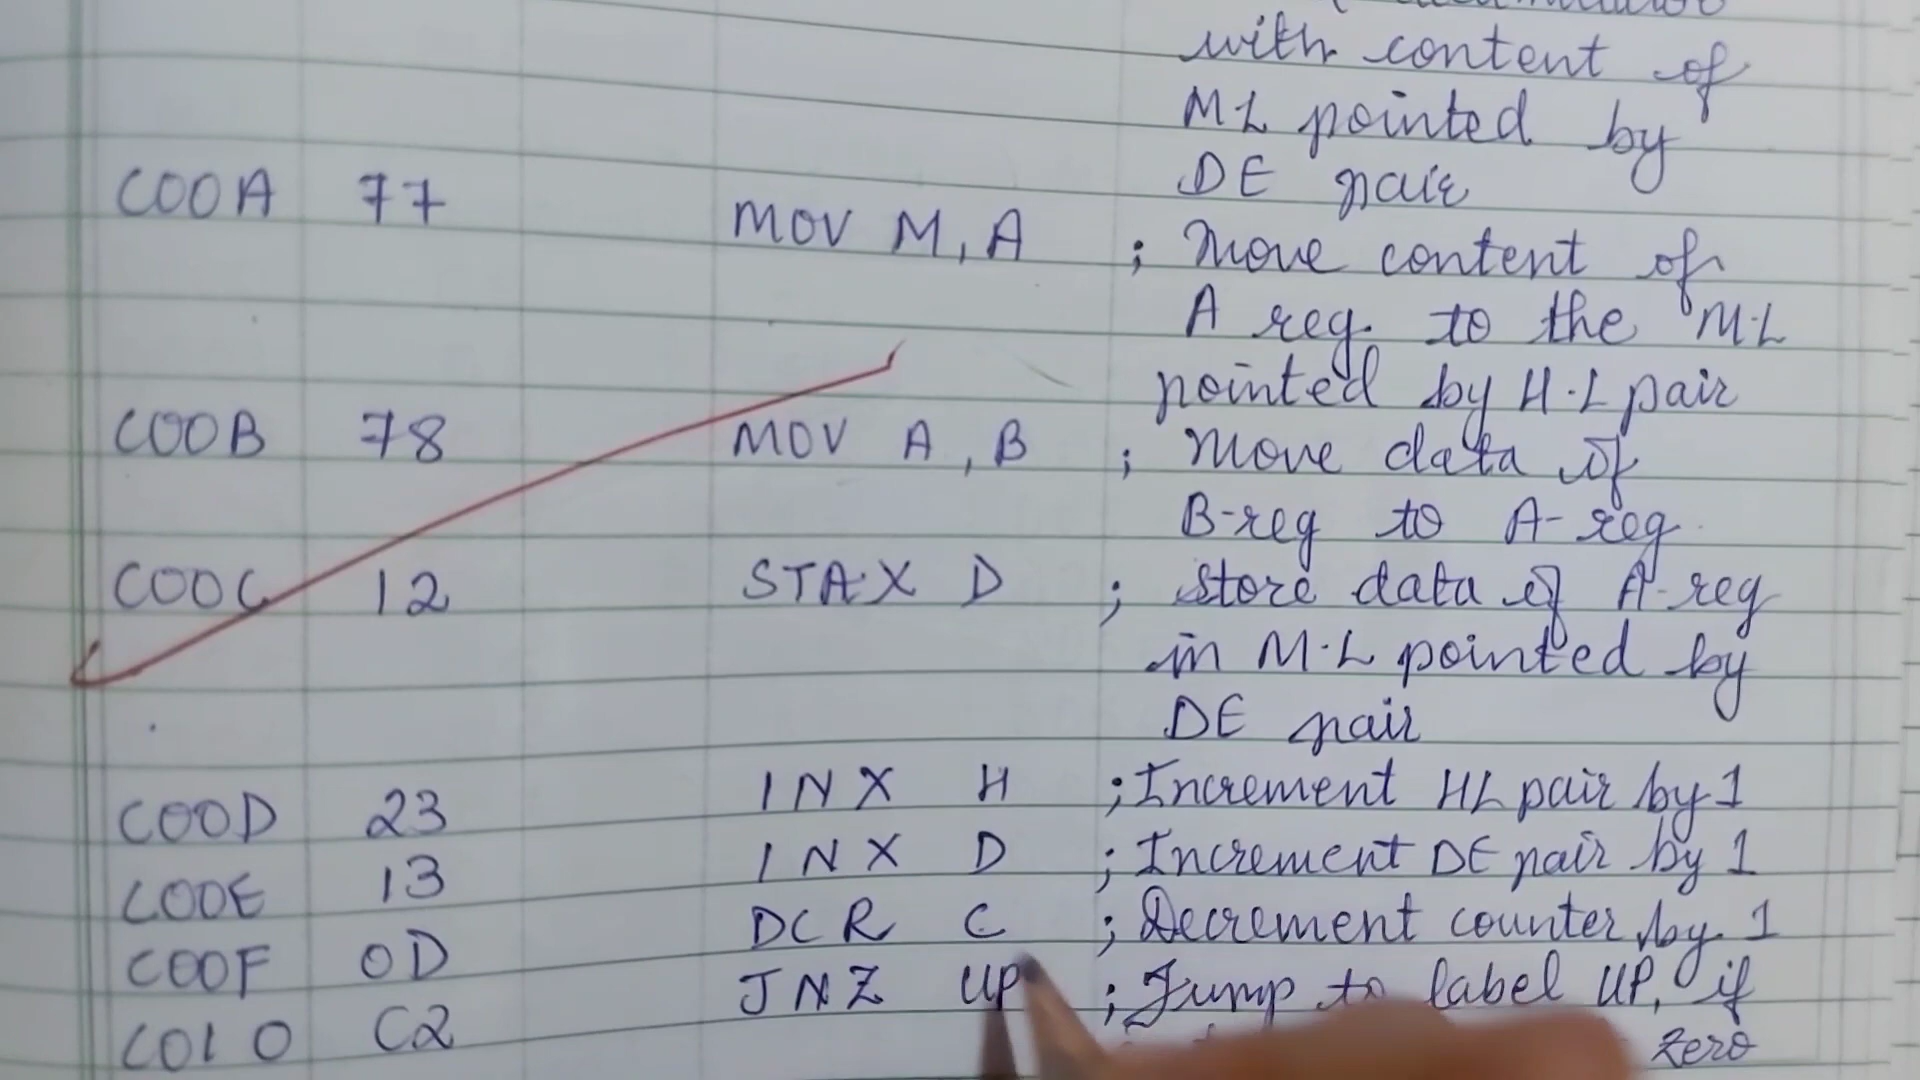 with content of
ML pointed by
DE pair
C00A 77 MOV M, A ; Move content of
A reg. to the M.L
pointed by H.L pair
C00B 78 MOV A, B ; Move data of
B-reg to A-reg.
C00C 12 STAX D ; Store data of A-reg
in M.L pointed by
DE pair
C00D 23 INX H ; Increment HL pair by 1
C00E 13 INX D ; Increment DE pair by 1
C00F 0D DCR C ; Decrement counter by 1
C010 C2 JNZ UP ; Jump to label UP, if
zero